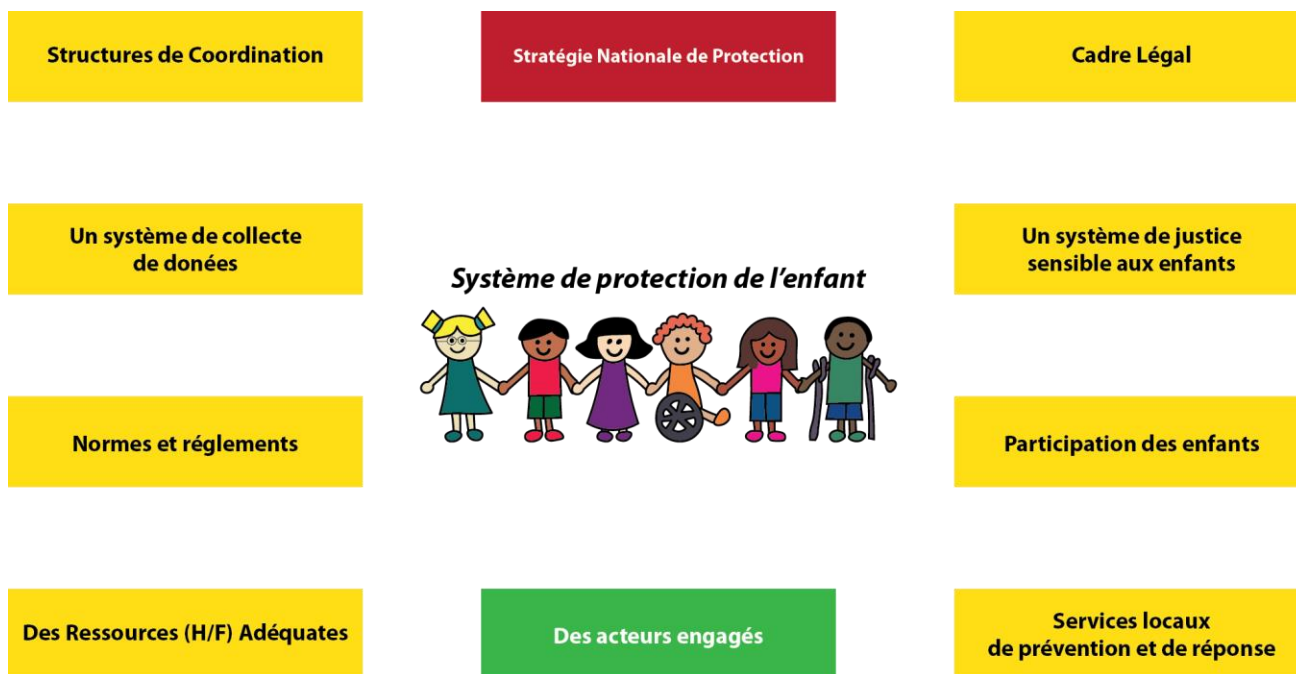 Structures de Coordination
Stratégie Nationale de Protection
Cadre Légal
Un système de collecte
de donées
Un système de justice
sensible aux enfants
Système de protection de l'enfant
Normes et réglements
Participation des enfants
Des Ressources (H/F) Adéquates
Des acteurs engagés
Services locaux
de prévention et de réponse